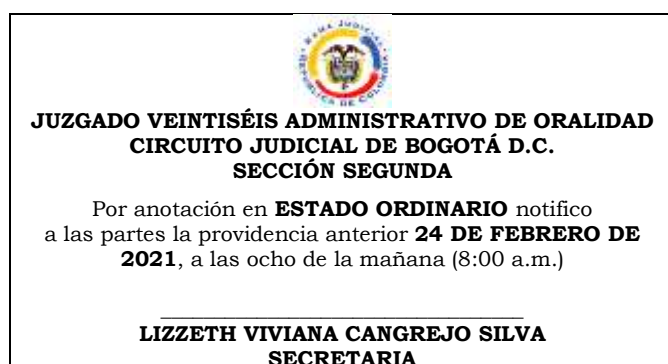 JUZGADO VEINTISÉIS ADMINISTRATIVO DE ORALIDAD
CIRCUITO JUDICIAL DE BOGOTÁ D.C.
SECCIÓN SEGUNDA
Por anotación en ESTADO ORDINARIO notifico
a las partes la providencia anterior 24 DE FEBRERO DE
2021, a las ocho de la mañana (8:00 a.m.)
LIZZETH VIVIANA CANGREJO SILVA
SECRETARIA